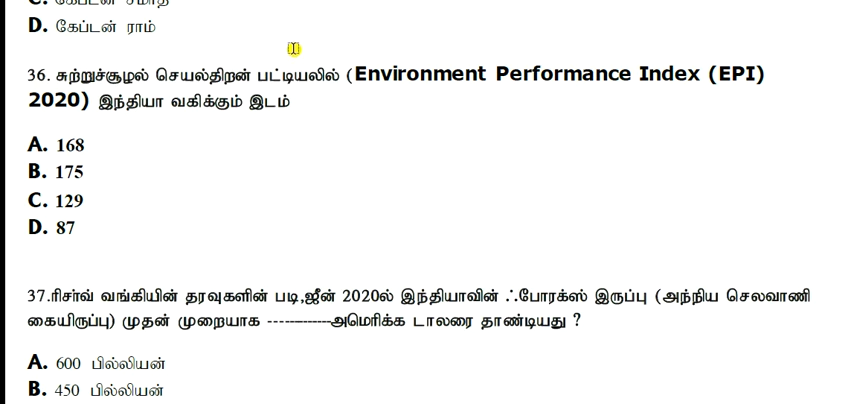 D. கேப்டன் ராம்
36. சுற்றுச்சூழல் செயல்திறன் பட்டியலில் (Environment Performance Index (EPI)
2020) இந்தியா வகிக்கும் இடம்
A. 168
B. 175
C. 129
D. 87
37.ரிசர்வ் வங்கியின் தரவுகளின் படி,ஜீன் 2020ல் இந்தியாவின் ஃபோரக்ஸ் இருப்பு (அந்நிய செலவாணி
கையிருப்பு) முதன் முறையாக -------------அமெரிக்க டாலரை தாண்டியது ?
A. 600 பில்லியன்
B. 450 பில்லியன்